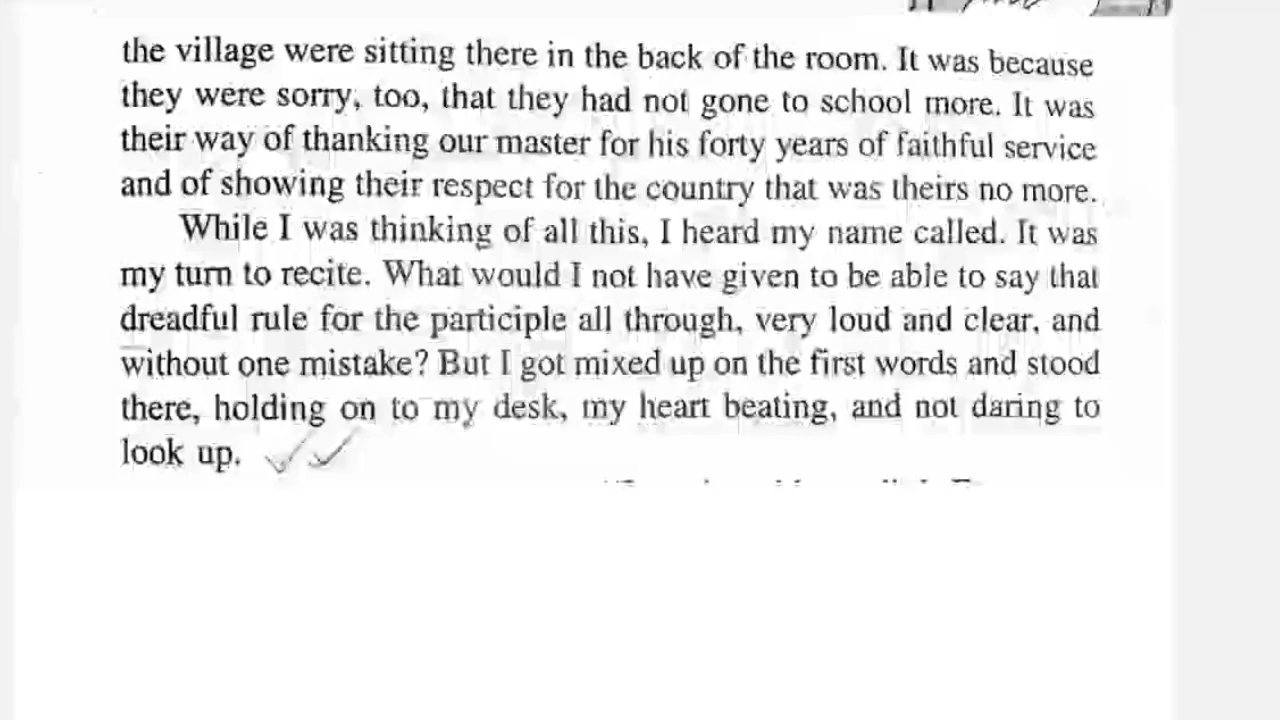 the village were sitting there in the back of the room. It was because
they were sorry, too, that they had not gone to school more. It was
their way of thanking our master for his forty years of faithful service
and of showing their respect for the country that was theirs no more.
While I was thinking of all this, I heard my name called. It was
my turn to recite. What would I not have given to be able to say that
dreadful rule for the participle all through, very loud and clear, and
without one mistake? But I got mixed up on the first words and stood
there, holding on to my desk, my heart beating, and not daring to
look up.